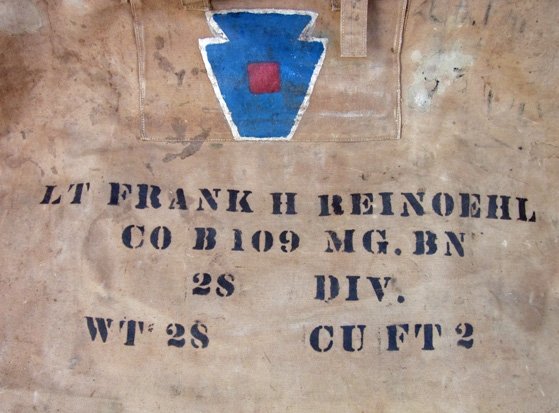 LT FRANK H REINOEHL
CO B 109 MG. BN
28 DIV.
WT 28 CU FT 2